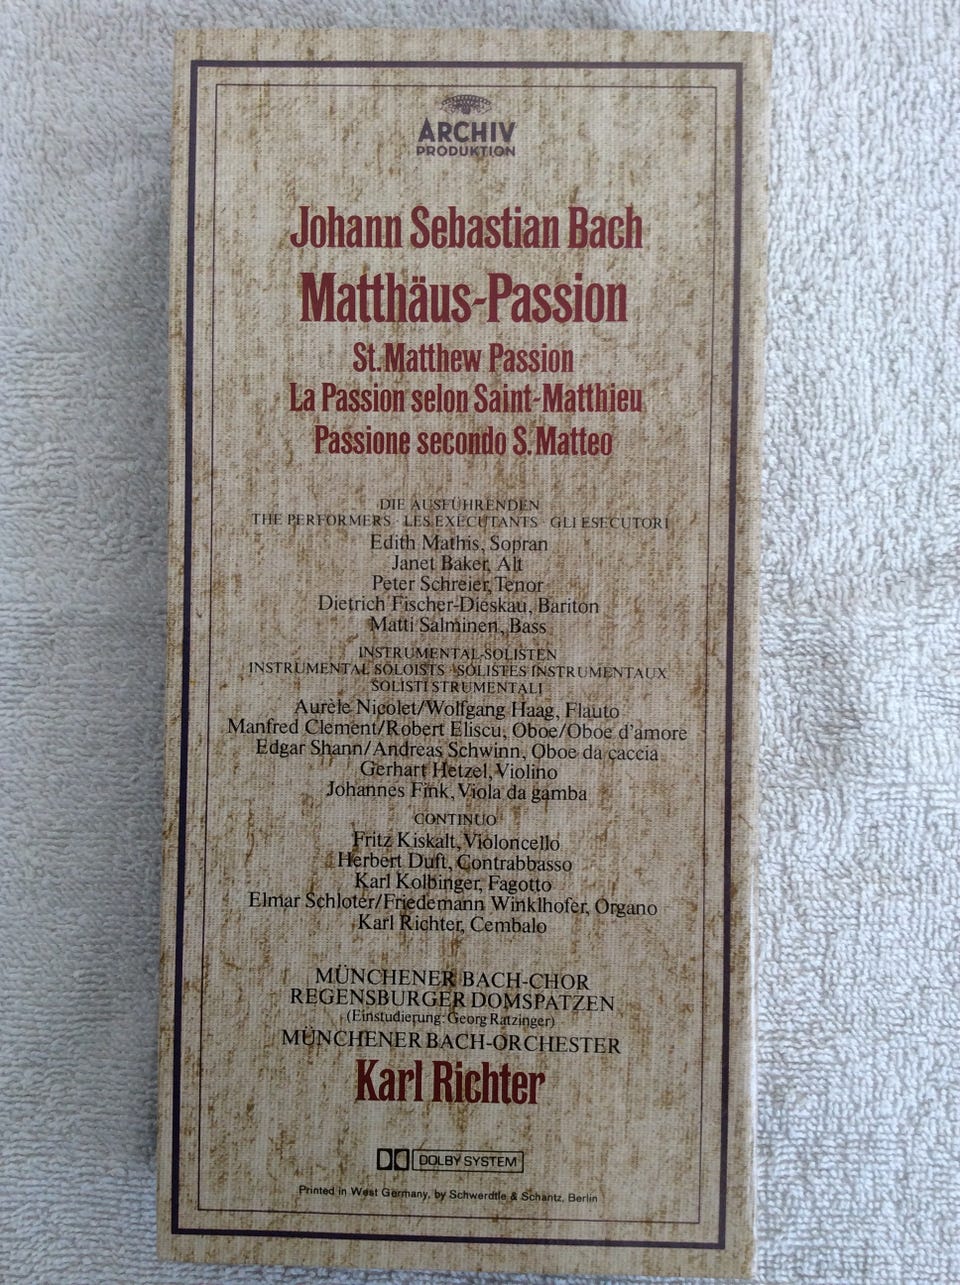 ARCHIV
PRODUKTION
Johann Sebastian Bach
Matthäus-Passion
St. Matthew Passion
La Passion selon Saint-Matthieu
Passione secondo S. Matteo
DIE AUSFÜHRENDEN
THE PERFORMERS · LES EXÉCUTANTS · GLI ESECUTORI
Edith Mathis, Sopran
Janet Baker, Alt
Peter Schreier, Tenor
Dietrich Fischer-Dieskau, Bariton
Matti Salminen, Bass
INSTRUMENTAL-SOLISTEN
INSTRUMENTAL SOLOISTS · SOLISTES INSTRUMENTAUX
SOLISTI STRUMENTALI
Aurèle Nicolet/Wolfgang Haag, Flauto
Manfred Clement/Robert Eliscu, Oboe/Oboe d'amore
Edgar Shann/Andreas Schwinn, Oboe da caccia
Gerhart Hetzel, Violino
Johannes Fink, Viola da gamba
CONTINUO
Fritz Kiskalt, Violoncello
Herbert Duft, Contrabbasso
Karl Kolbinger, Fagotto
Elmar Schloter/Friedemann Winklhofer, Organo
Karl Richter, Cembalo
MÜNCHENER BACH-CHOR
REGENSBURGER DOMSPATZEN
(Einstudierung: Georg Ratzinger)
MÜNCHENER BACH-ORCHESTER
Karl Richter
DOLBY SYSTEM
Printed in West Germany, by Schwerdtle & Schantz, Berlin